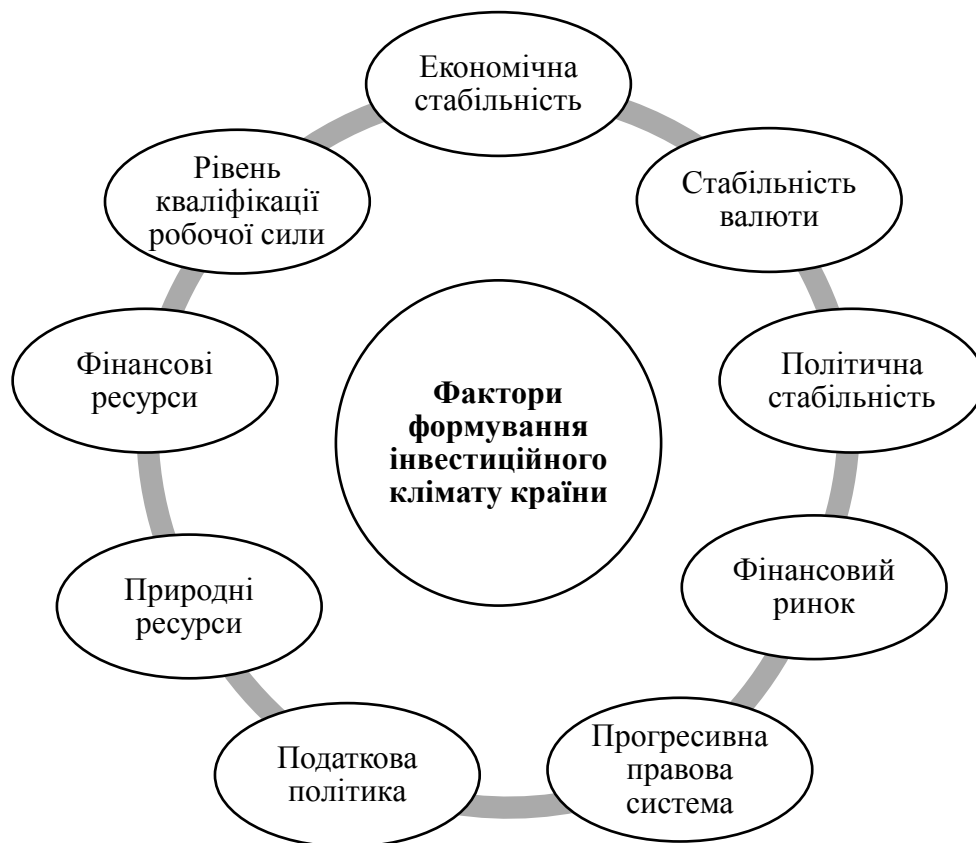 Економічна
стабільність
Стабільність
валюти
Політична
стабільність
Фінансовий
ринок
Прогресивна
правова
система
Податкова
політика
Природні
ресурси
Фінансові
ресурси
Рівень
кваліфікації
робочої сили
Фактори
формування
інвестиційного
клімату країни